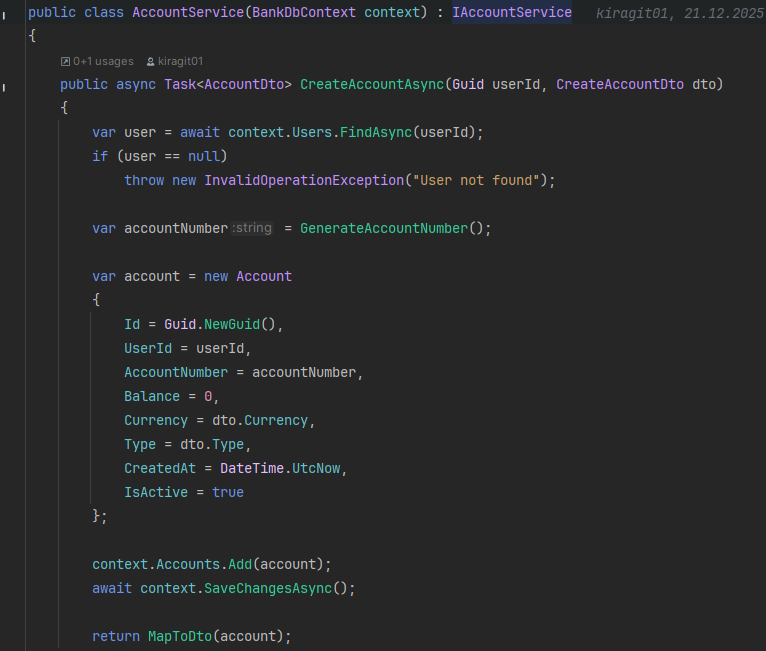 public class AccountService(BankDbContext context) : IAccountService kiragit01, 21.12.2025
{
0+1 usages kiragit01
public async Task<AccountDto> CreateAccountAsync(Guid userId, CreateAccountDto dto)
{
var user = await context.Users.FindAsync(userId);
if (user == null)
throw new InvalidOperationException("User not found");
var accountNumber :string = GenerateAccountNumber();
var account = new Account
{
Id = Guid.NewGuid(),
UserId = userId,
AccountNumber = accountNumber,
Balance = 0,
Currency = dto.Currency,
Type = dto.Type,
CreatedAt = DateTime.UtcNow,
IsActive = true
};
context.Accounts.Add(account);
await context.SaveChangesAsync();
return MapToDto(account);